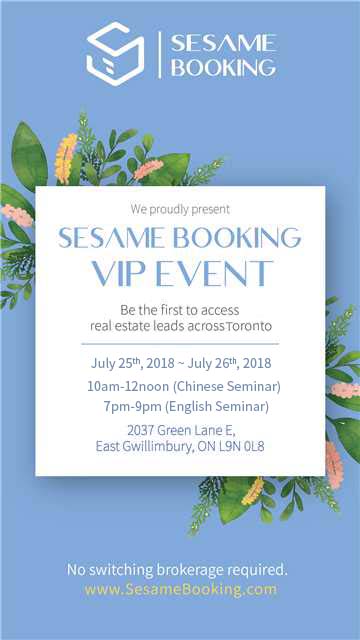 SESAME
BOOKING
We proudly present
SESAME BOOKING
VIP EVENT
Be the first to access
real estate leads across Toronto
July 25th, 2018 ~ July 26th, 2018
10am-12noon (Chinese Seminar)
7pm-9pm (English Seminar)
2037 Green Lane E,
East Gwillimbury, ON L9N 0L8
No switching brokerage required.
www.SesameBooking.com